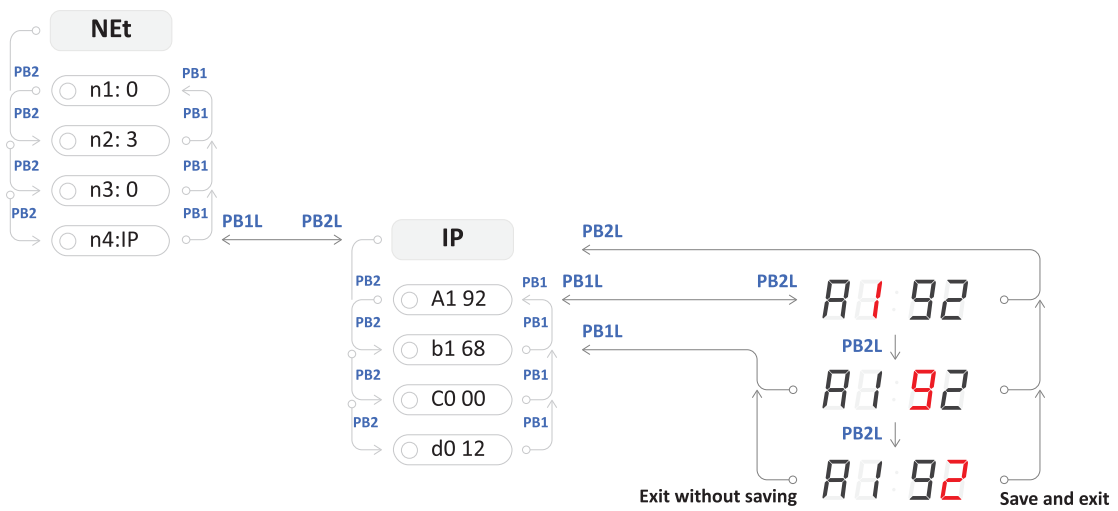 NEt
PB2
n1: 0
PB1
PB2
n2: 3
PB1
PB2
n3: 0
PB1
PB2
n4:IP
PB1
PB1L
PB2L
IP
PB2L
PB2
A1 92
PB1
PB1L
PB2L
A1 92
PB2
b1 68
PB1
PB1L
PB2L
A1 92
PB2
C0 00
PB1
PB2
d0 12
PB1
PB2L
A1 92
Exit without saving
Save and exit